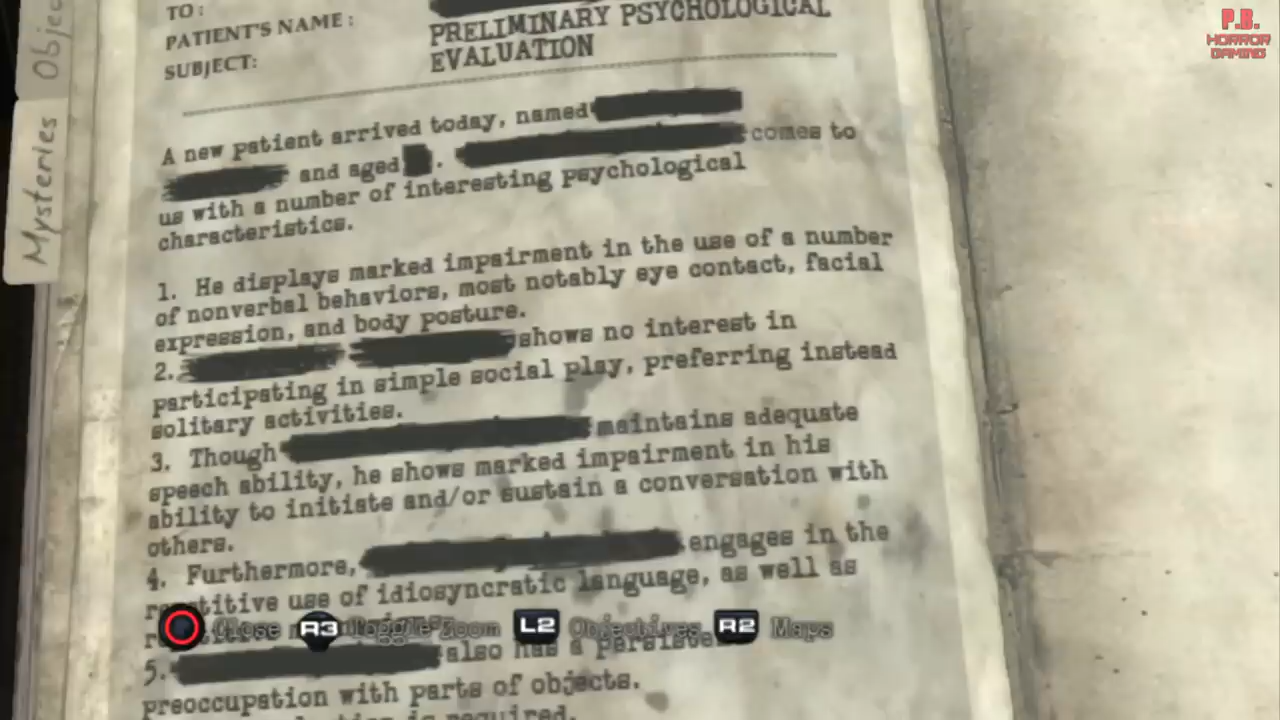 TO:
PATIENT'S NAME:
SUBJECT: PRELIMINARY PSYCHOLOGICAL
EVALUATION
A new patient arrived today, named
and aged . comes to
us with a number of interesting psychological
characteristics.
1. He displays marked impairment in the use of a number
of nonverbal behaviors, most notably eye contact, facial
expression, and body posture.
2. shows no interest in
participating in simple social play, preferring instead
solitary activities.
3. Though maintains adequate
speech ability, he shows marked impairment in his
ability to initiate and/or sustain a conversation with
others.
4. Furthermore, engages in the
repetitive use of idiosyncratic language, as well as
Close R3 Toggle Zoom L2 Objectives R2 Maps
5. also has a
preoccupation with parts of objects.
is required.
Mysteries
Objec
P.B.
HORROR
GAMING